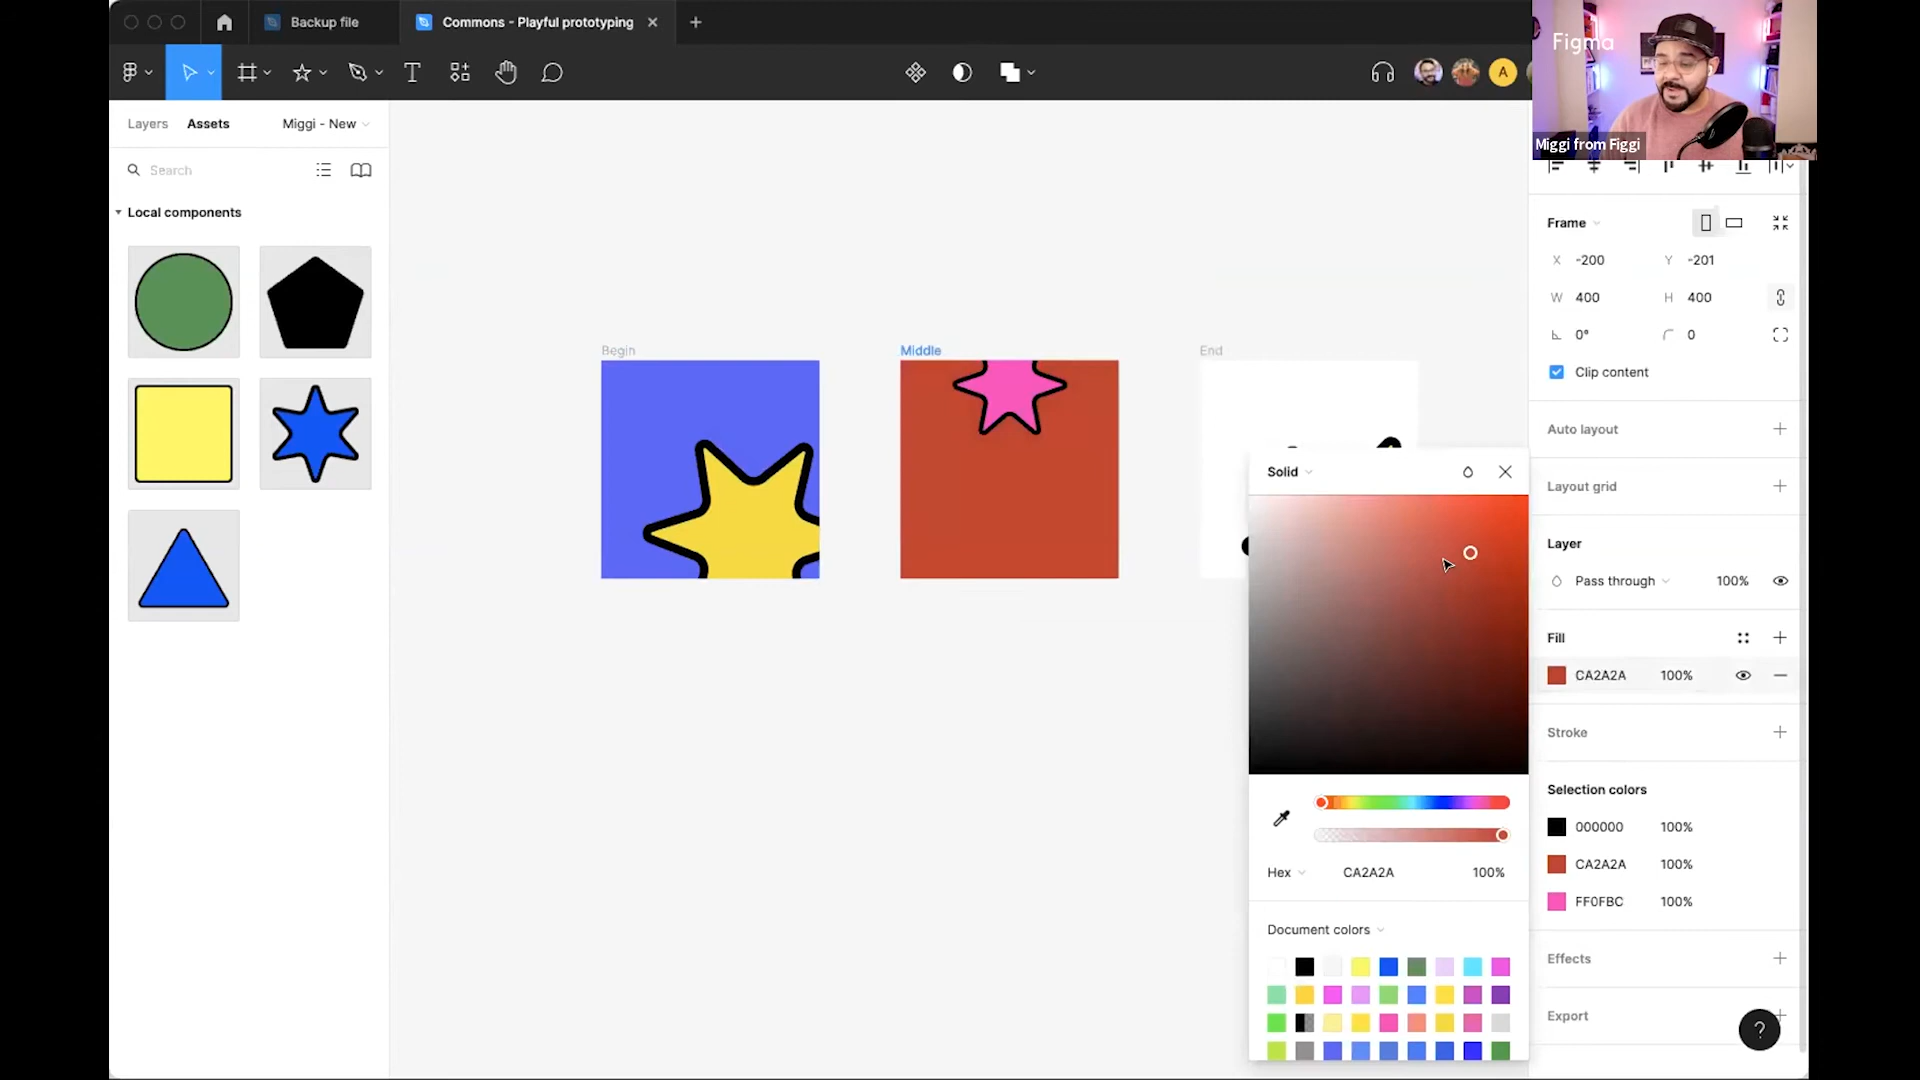 Backup file
Commons - Playful prototyping
Figma
A
Miggi from Figgi
Layers
Assets
Miggi - New
Search
Local components
Begin
Middle
End
Frame
X -200
Y -201
W 400
H 400
0°
0
Clip content
Auto layout
Layout grid
Layer
Pass through
100%
Fill
CA2A2A
100%
Stroke
Selection colors
000000
100%
CA2A2A
100%
FF0FBC
100%
Effects
Export
?
Solid
Hex
CA2A2A
100%
Document colors